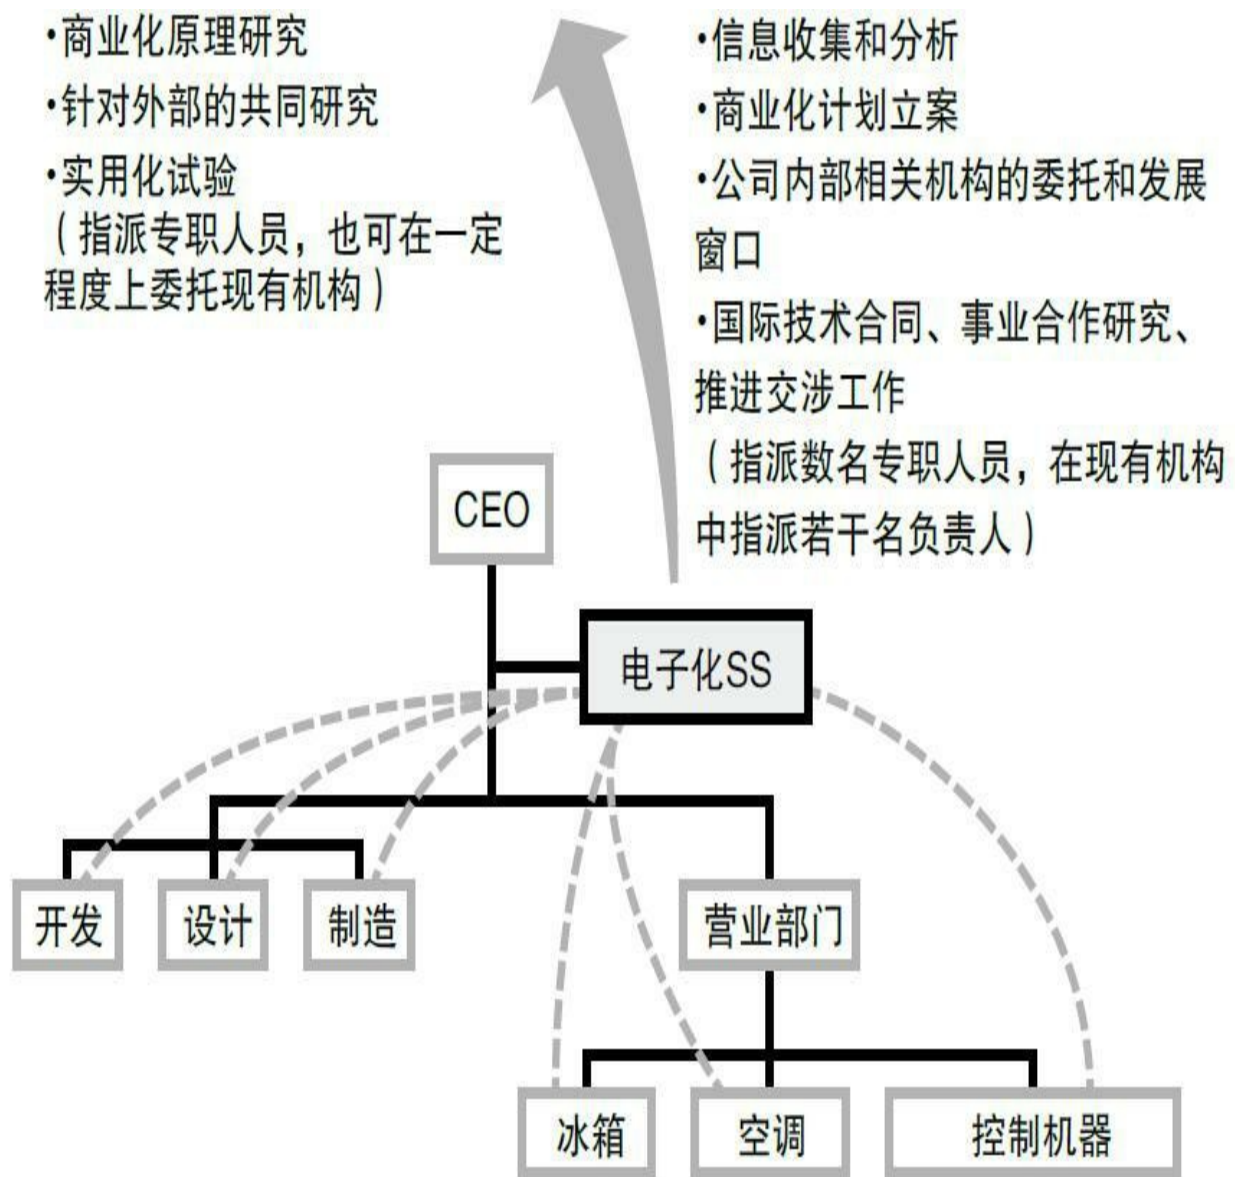 •商业化原理研究
•针对外部的共同研究
•实用化试验
（指派专职人员，也可在一定
程度上委托现有机构）
•信息收集和分析
•商业化计划立案
•公司内部相关机构的委托和发展
窗口
•国际技术合同、事业合作研究、
推进交涉工作
（指派数名专职人员，在现有机构
中指派若干名负责人）
CEO
电子化SS
开发
设计
制造
营业部门
冰箱
空调
控制机器